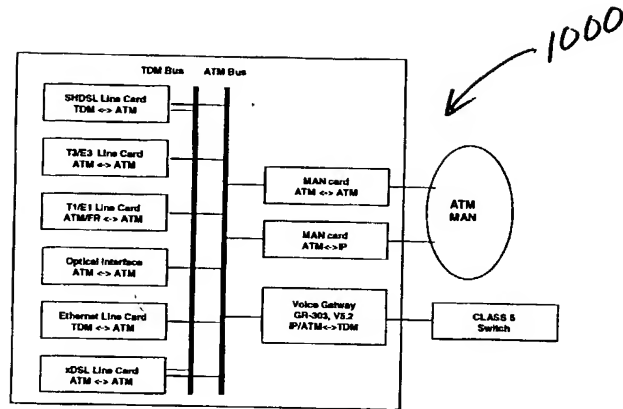 1000
TDM Bus
ATM Bus
SHDSL Line Card
TDM <-> ATM
T3/E3 Line Card
ATM <-> ATM
T1/E1 Line Card
ATM/FR <-> ATM
Optical Interface
ATM <-> ATM
Ethernet Line Card
TDM <-> ATM
xDSL Line Card
ATM <-> ATM
MAN card
ATM <-> ATM
MAN card
ATM<->IP
Voice Gatway
GR-303, V5.2
IP/ATM<->TDM
ATM
MAN
CLASS 5
Switch